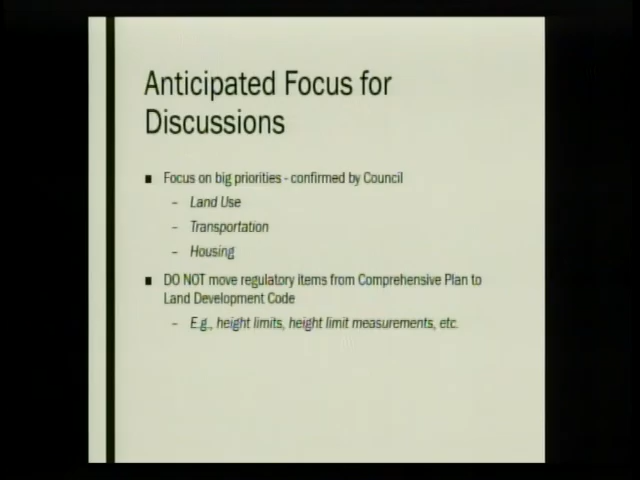 Anticipated Focus for
Discussions
■ Focus on big priorities - confirmed by Council
– Land Use
– Transportation
– Housing
■ DO NOT move regulatory items from Comprehensive Plan to
Land Development Code
– E.g., height limits, height limit measurements, etc.